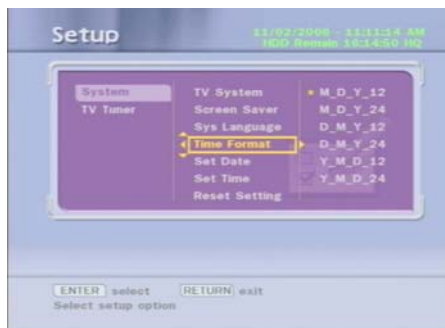 Setup
11/02/2006 - 11:11:14 AM
HDD Remain 16:14:50 HQ
System
TV Tuner
TV System
Screen Saver
Sys Language
Time Format
Set Date
Set Time
Reset Setting
M_D_Y_12
M_D_Y_24
D_M_Y_12
D_M_Y_24
Y_M_D_12
Y_M_D_24
ENTER select RETURN exit
Select setup option